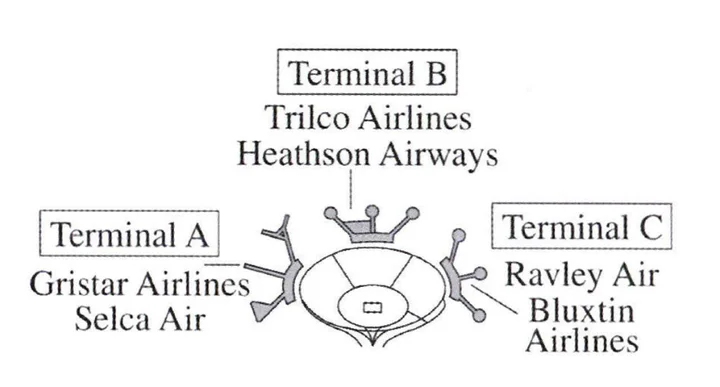 Terminal B
Trilco Airlines
Heathson Airways
Terminal A
Gristar Airlines
Selca Air
Terminal C
Ravley Air
Bluxtin
Airlines